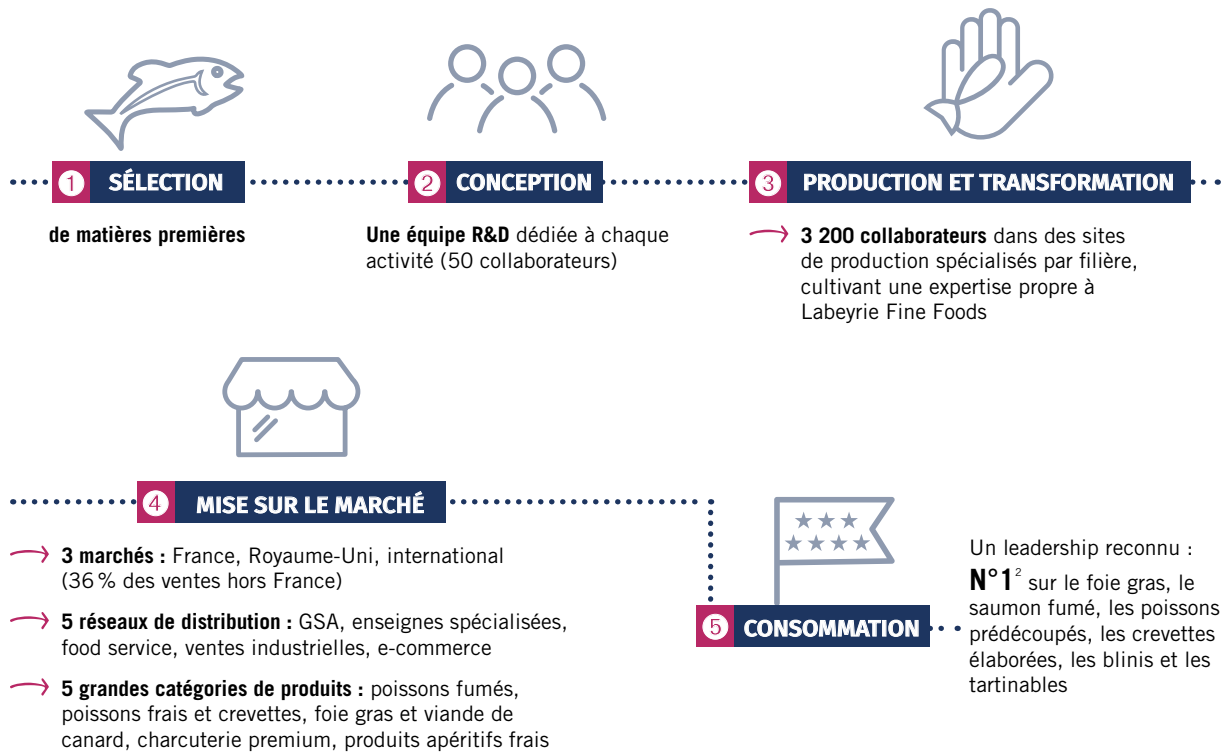 1 SÉLECTION
de matières premières
2 CONCEPTION
Une équipe R&D dédiée à chaque
activité (50 collaborateurs)
3 PRODUCTION ET TRANSFORMATION
3 200 collaborateurs dans des sites
de production spécialisés par filière,
cultivant une expertise propre à
Labeyrie Fine Foods
4 MISE SUR LE MARCHÉ
3 marchés : France, Royaume-Uni, international
(36 % des ventes hors France)
5 réseaux de distribution : GSA, enseignes spécialisées,
food service, ventes industrielles, e-commerce
5 grandes catégories de produits : poissons fumés,
poissons frais et crevettes, foie gras et viande de
canard, charcuterie premium, produits apéritifs frais
5 CONSOMMATION
Un leadership reconnu :
N°1² sur le foie gras, le
saumon fumé, les poissons
prédécoupés, les crevettes
élaborées, les blinis et les
tartinables